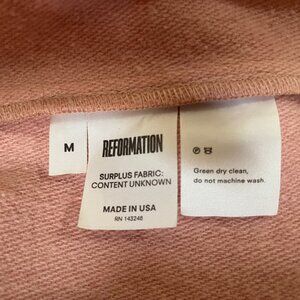 M
REFORMATION
SURPLUS FABRIC:
CONTENT UNKNOWN
MADE IN USA
RN 143248
Green dry clean,
do not machine wash.